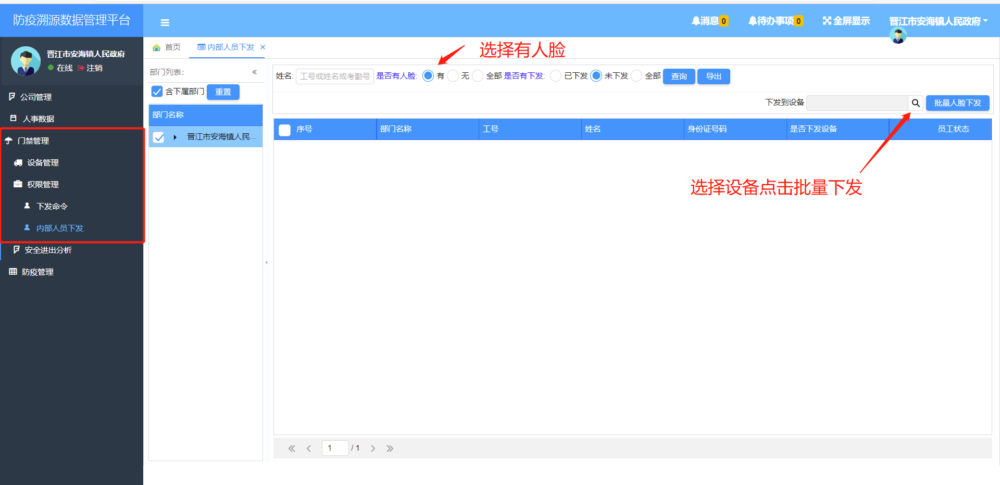 防疫溯源数据管理平台
消息 0 待办事项 0 全屏显示 晋江市安海镇人民政府
晋江市安海镇人民政府
在线 注销
公司管理
人事数据
门禁管理
设备管理
权限管理
下发命令
内部人员下发
安全进出分析
防疫管理
首页 内部人员下发 ×
选择有人脸
部门列表: «
含下属部门 重置
部门名称
晋江市安海镇人民...
姓名: 工号或姓名或考勤号 是否有人脸: 有 无 全部 是否有下发: 已下发 未下发 全部 查询 导出
下发到设备 批量人脸下发
序号 部门名称 工号 姓名 身份证号码 是否下发设备 员工状态
选择设备点击批量下发
1 / 1